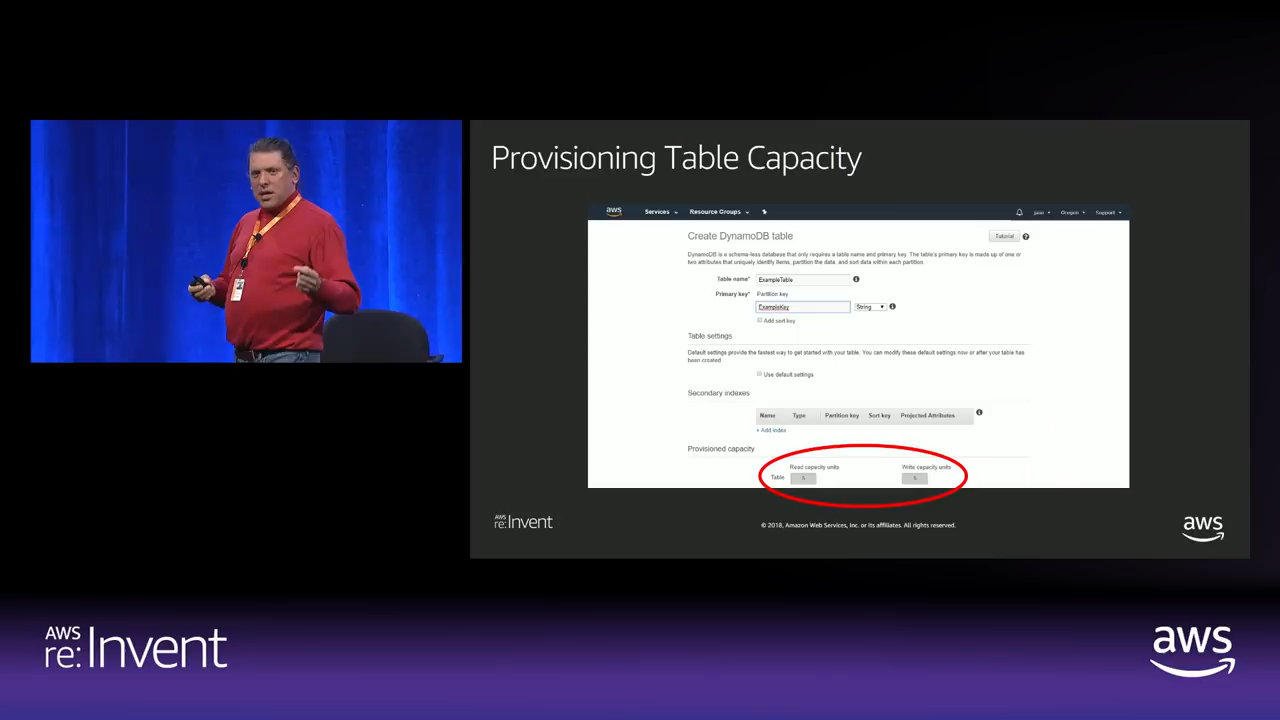 Provisioning Table Capacity
aws Services Resource Groups Oregon Support
Create DynamoDB table
Tutorial
DynamoDB is a schema-less database that only requires a table name and primary key. The table's primary key is made up of one or
two attributes that uniquely identify items, partition the data, and sort data within each partition.
Table name* ExampleTable
Primary key* Partition key
ExampleKey String
Add sort key
Table settings
Default settings provide the fastest way to get started with your table. You can modify these default settings now or after your table has
been created
Use default settings
Secondary indexes
Name Type Partition key Sort key Projected Attributes
+ Add index
Provisioned capacity
Read capacity units Write capacity units
Table 5 5
AWS
re:Invent
© 2018, Amazon Web Services, Inc. or its affiliates. All rights reserved.
aws
AWS
re:Invent
aws